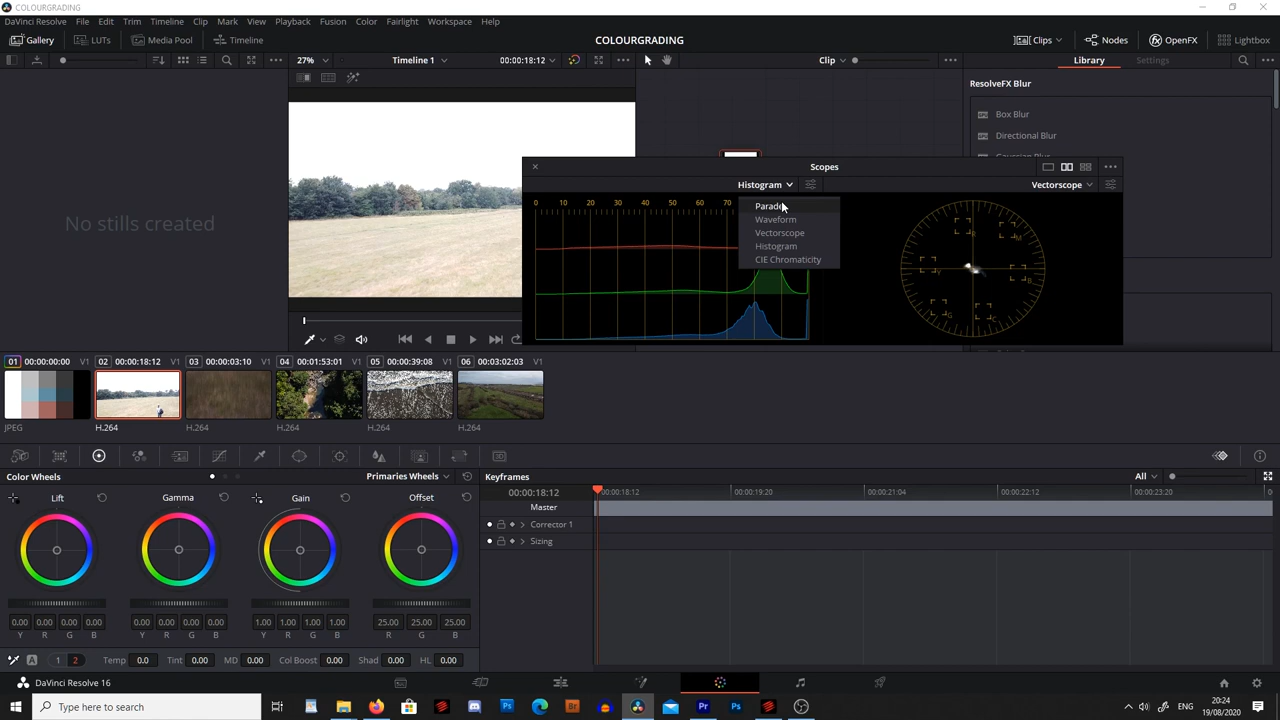 COLOURGRADING
DaVinci Resolve File Edit Trim Timeline Clip Mark View Playback Fusion Color Fairlight Workspace Help
Gallery LUTs Media Pool Timeline COLOURGRADING Clips Nodes OpenFX Lightbox
27% Timeline 1 00:00:18:12 Clip Library Settings
ResolveFX Blur
Box Blur
Directional Blur
Scopes
Histogram Vectorscope
0 10 20 30 40 50 60 70
Parade
Waveform
Vectorscope
Histogram
CIE Chromaticity
R M B C G Y
No stills created
01 00:00:00:00 V1 02 00:00:18:12 V1 03 00:00:03:10 V1 04 00:01:53:01 V1 05 00:00:39:08 V1 06 00:03:02:03 V1
JPEG H.264 H.264 H.264 H.264 H.264
Color Wheels Primaries Wheels Keyframes All
Lift Gamma Gain Offset
00:00:18:12 00:00:18:12 00:00:19:20 00:00:21:04 00:00:22:12 00:00:23:20
Master
Corrector 1
Sizing
0.00 0.00 0.00 0.00 0.00 0.00 0.00 0.00 1.00 1.00 1.00 1.00 25.00 25.00 25.00
Y R G B Y R G B Y R G B R G B
A 1 2 Temp 0.0 Tint 0.00 MD 0.00 Col Boost 0.00 Shad 0.00 HL 0.00
DaVinci Resolve 16
Type here to search
Ps Br Pr Ps
ENG
20:24
19/08/2020